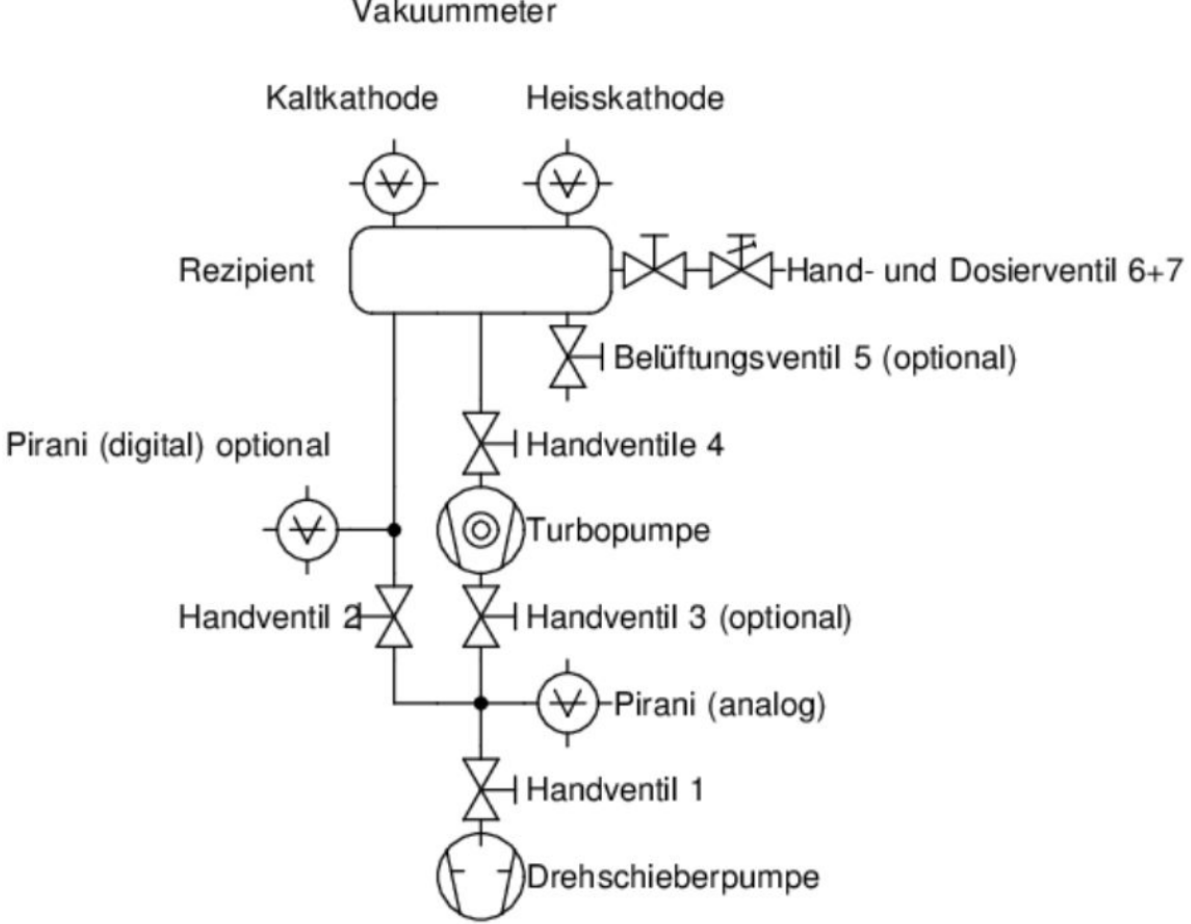 Vakuummeter
Kaltkathode Heisskathode
Rezipient
Hand- und Dosierventil 6+7
Belüftungsventil 5 (optional)
Pirani (digital) optional
Handventile 4
Turbopumpe
Handventil 2
Handventil 3 (optional)
Pirani (analog)
Handventil 1
Drehschieberpumpe